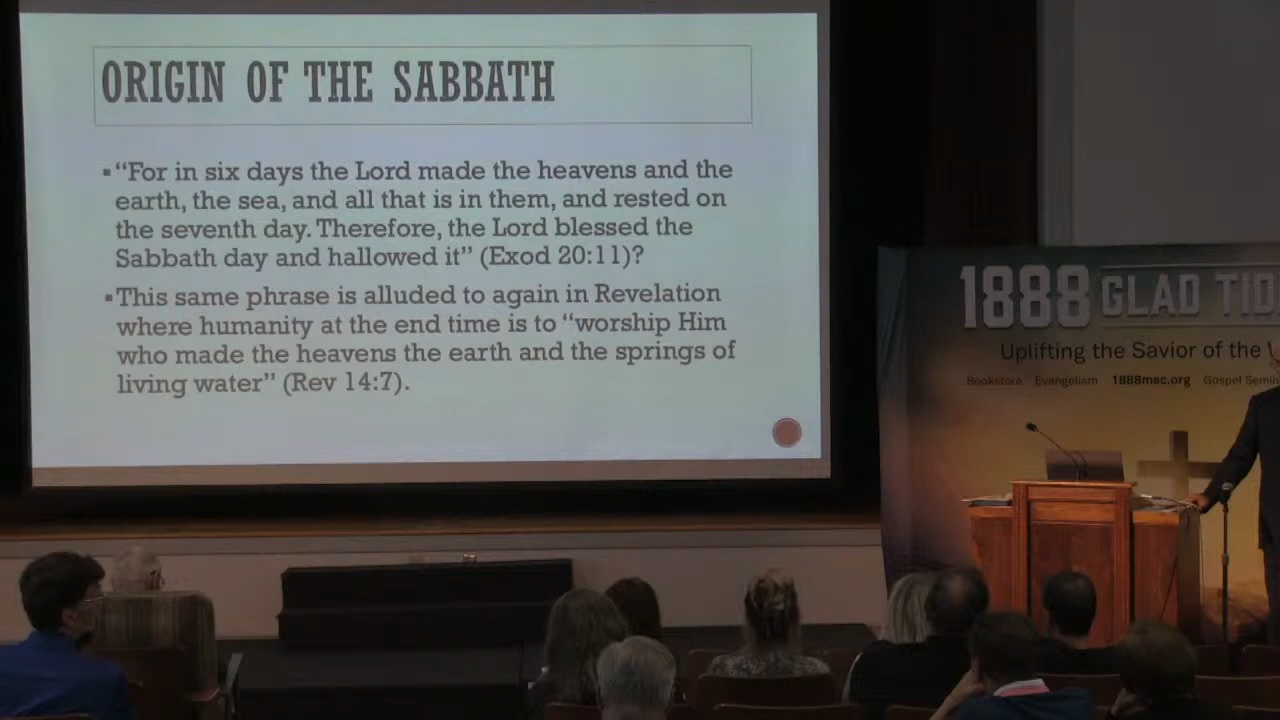 ORIGIN OF THE SABBATH
▪“For in six days the Lord made the heavens and the
earth, the sea, and all that is in them, and rested on
the seventh day. Therefore, the Lord blessed the
Sabbath day and hallowed it” (Exod 20:11)?
▪This same phrase is alluded to again in Revelation
where humanity at the end time is to “worship Him
who made the heavens the earth and the springs of
living water” (Rev 14:7).
1888 GLAD TID
Uplifting the Savior of the
Bookstore Evangelism 1888msc.org Gospel Semin